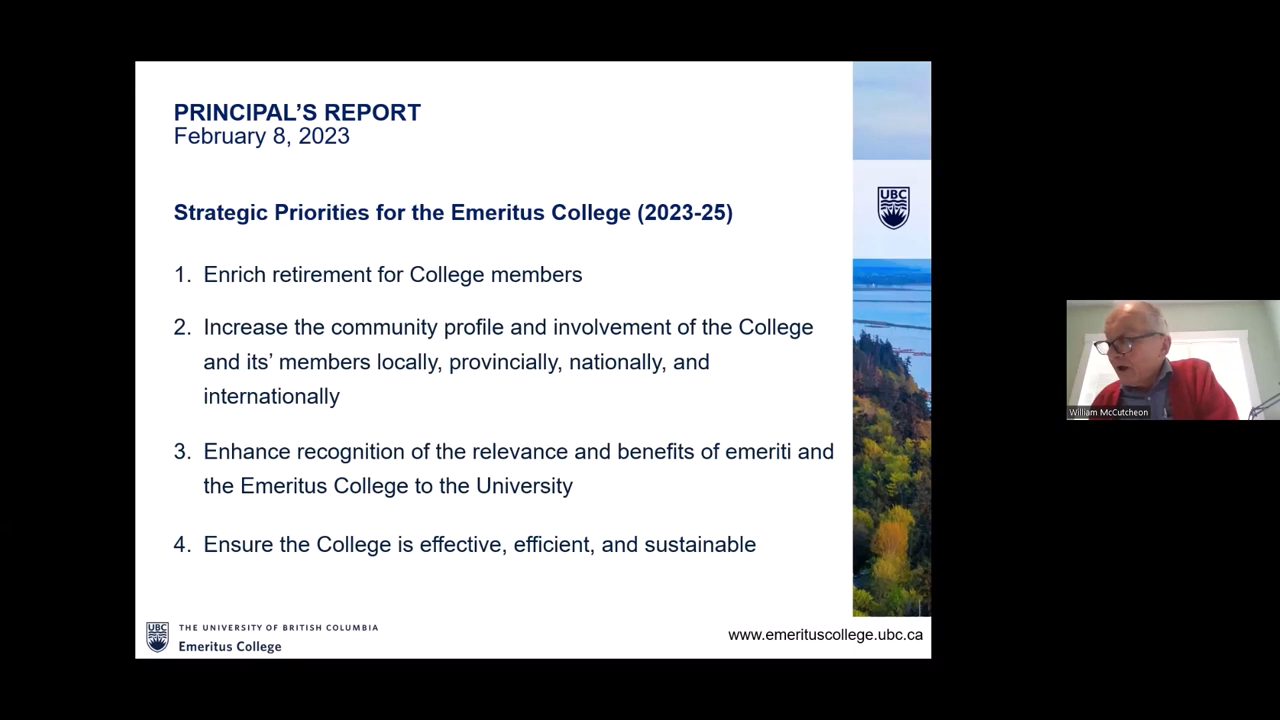 PRINCIPAL’S REPORT
February 8, 2023
Strategic Priorities for the Emeritus College (2023-25)
1. Enrich retirement for College members
2. Increase the community profile and involvement of the College
and its’ members locally, provincially, nationally, and
internationally
3. Enhance recognition of the relevance and benefits of emeriti and
the Emeritus College to the University
4. Ensure the College is effective, efficient, and sustainable
UBC
William McCutcheon
UBC
THE UNIVERSITY OF BRITISH COLUMBIA
Emeritus College
www.emerituscollege.ubc.ca